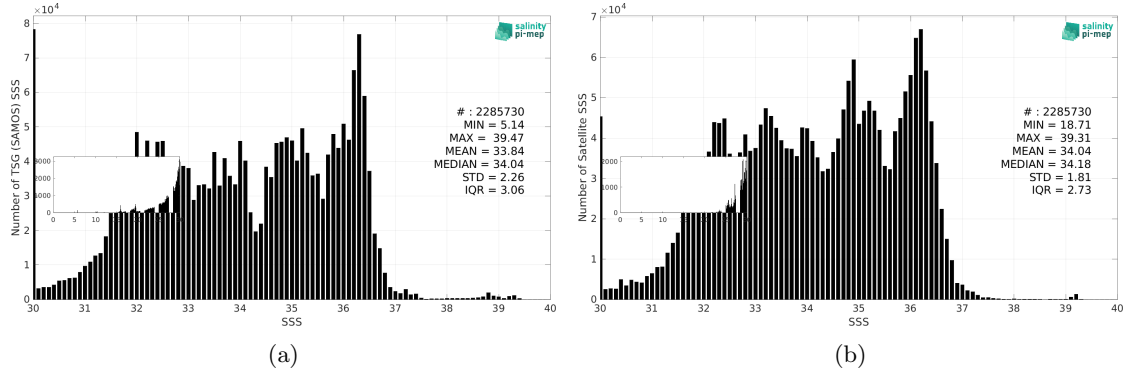 ×10⁴
8
7
6
5
4
3
2
1
0
Number of TSG (SAMOS) SSS
salinity
pi-mep
# : 2285730
MIN = 5.14
MAX = 39.47
MEAN = 33.84
MEDIAN = 34.04
STD = 2.26
IQR = 3.06
3000
2000
1000
0
0 5 10
30 31 32 33 34 35 36 37 38 39 40
SSS
(a)
×10⁴
7
6
5
4
3
2
1
0
Number of Satellite SSS
salinity
pi-mep
# : 2285730
MIN = 18.71
MAX = 39.31
MEAN = 34.04
MEDIAN = 34.18
STD = 1.81
IQR = 2.73
2000
1000
0
0 5 10 15 20 25
30 31 32 33 34 35 36 37 38 39 40
SSS
(b)